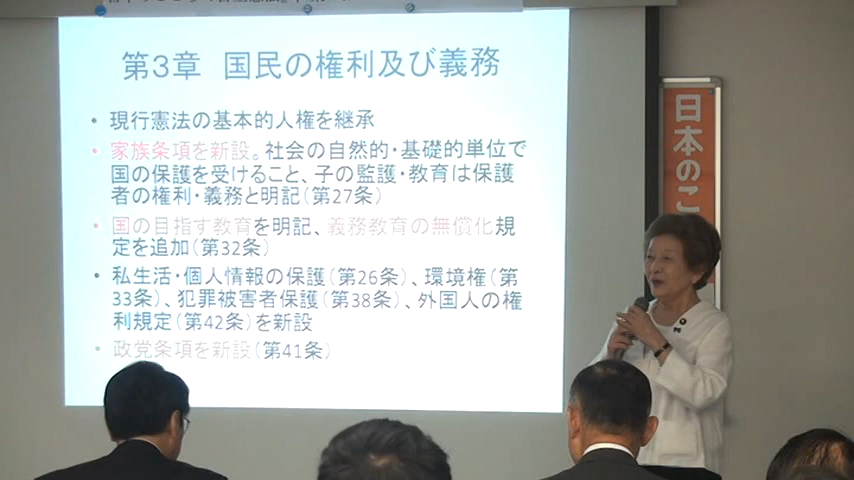 第3章 国民の権利及び義務
• 現行憲法の基本的人権を継承
• 家族条項を新設。社会の自然的・基礎的単位で
国の保護を受けること、子の監護・教育は保護
者の権利・義務と明記(第27条)
• 国の目指す教育を明記、義務教育の無償化規
定を追加(第32条)
• 私生活・個人情報の保護(第26条)、環境権(第
33条)、犯罪被害者保護(第38条)、外国人の権
利規定(第42条)を新設
• 政党条項を新設(第41条)
日本のこ